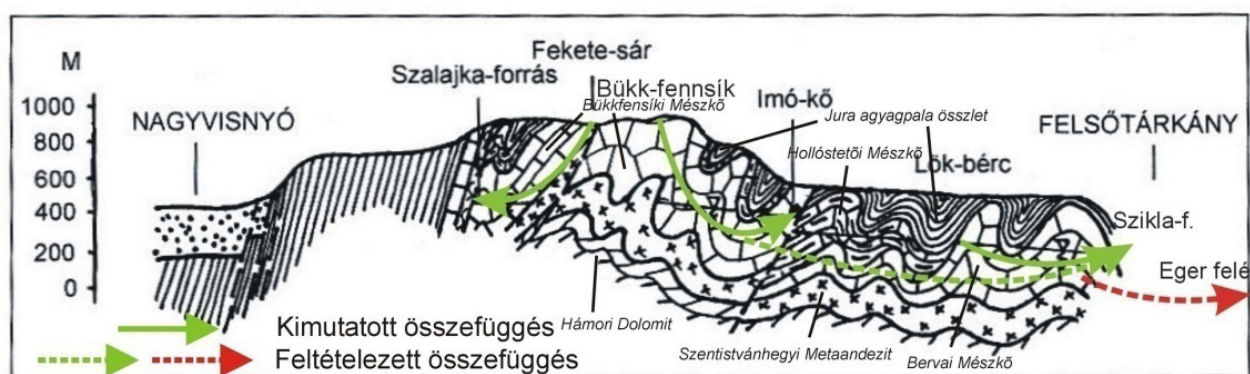 M
1000
800
600
400
200
0
NAGYVISNYÓ
Szalajka-forrás
Fekete-sár
Bükk-fennsík
Bükkfensíki Mészkő
Imó-kő
Jura agyagpala összlet
Hollóstetői Mészkő
Lök-bérc
FELSŐTÁRKÁNY
Szikla-f.
Eger felé
Kimutatott összefüggés
Feltételezett összefüggés
Hámori Dolomit
Szentistvánhegyi Metaandezit
Bervai Mészkő